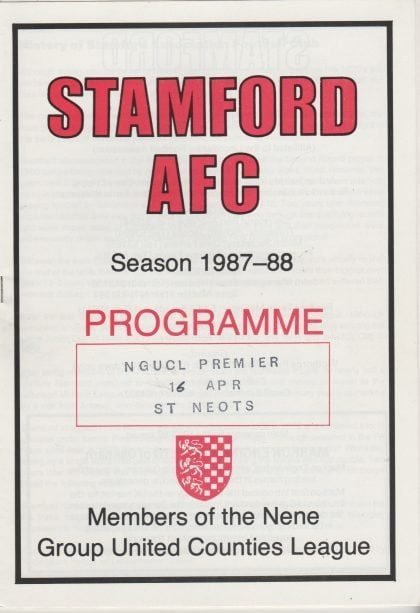 STAMFORD
AFC
Season 1987–88
PROGRAMME
NGUCL PREMIER
16 APR
ST NEOTS
Members of the Nene
Group United Counties League